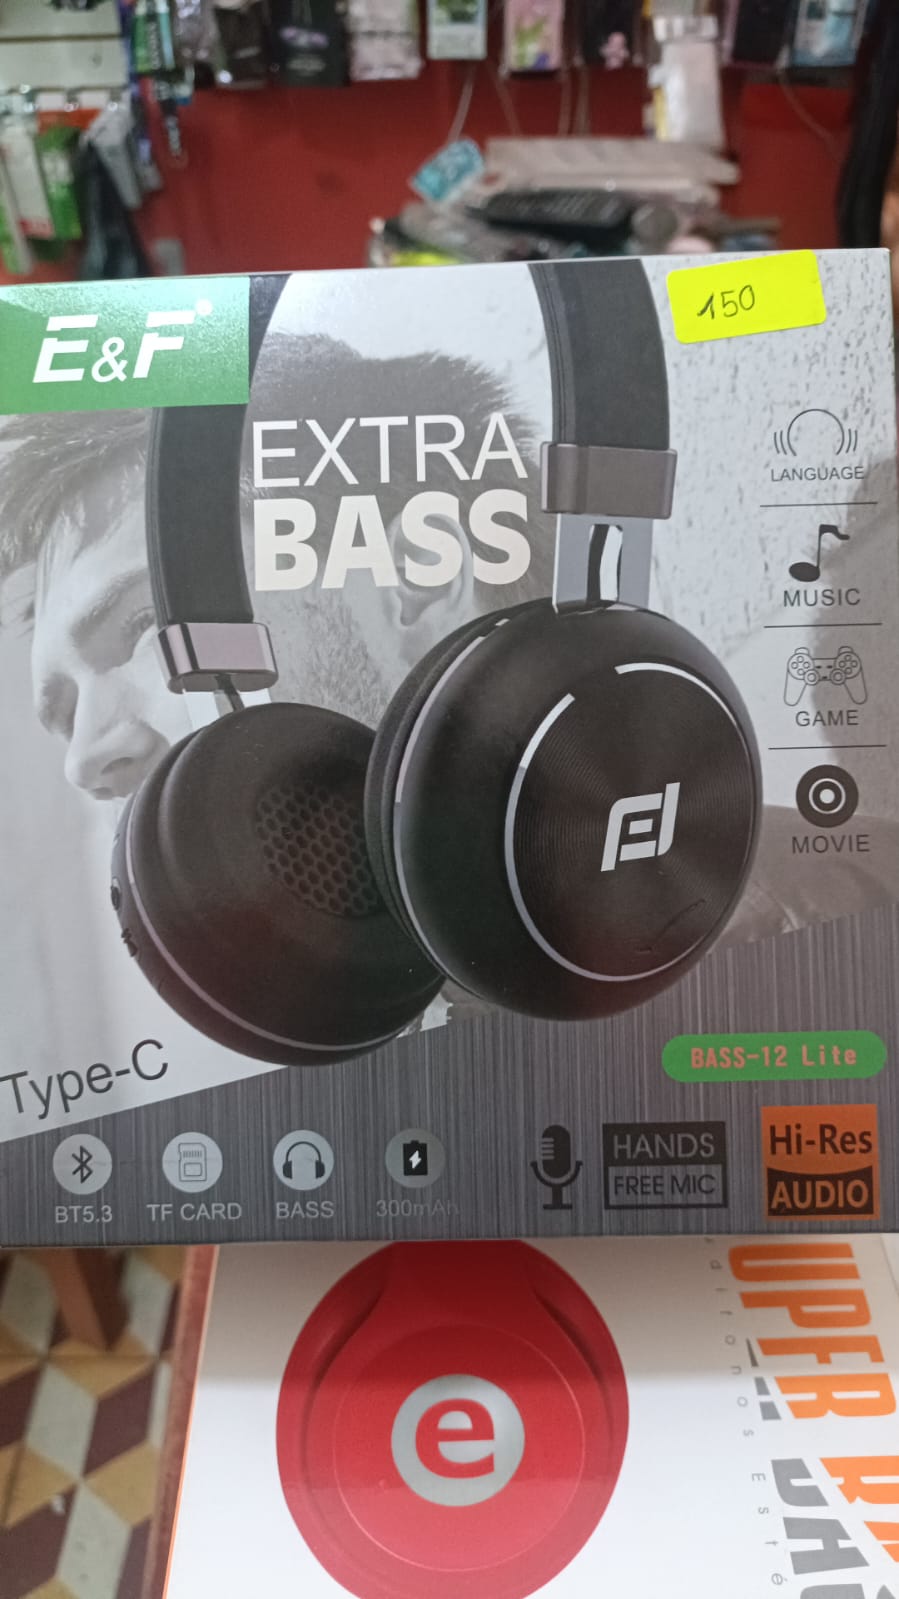 E&F®
150
EXTRA
BASS
LANGUAGE
MUSIC
GAME
MOVIE
Type-C
BASS-12 Lite
BT5.3
TF CARD
BASS
300mAh
HANDS
FREE MIC
Hi-Res
AUDIO
e
UPER